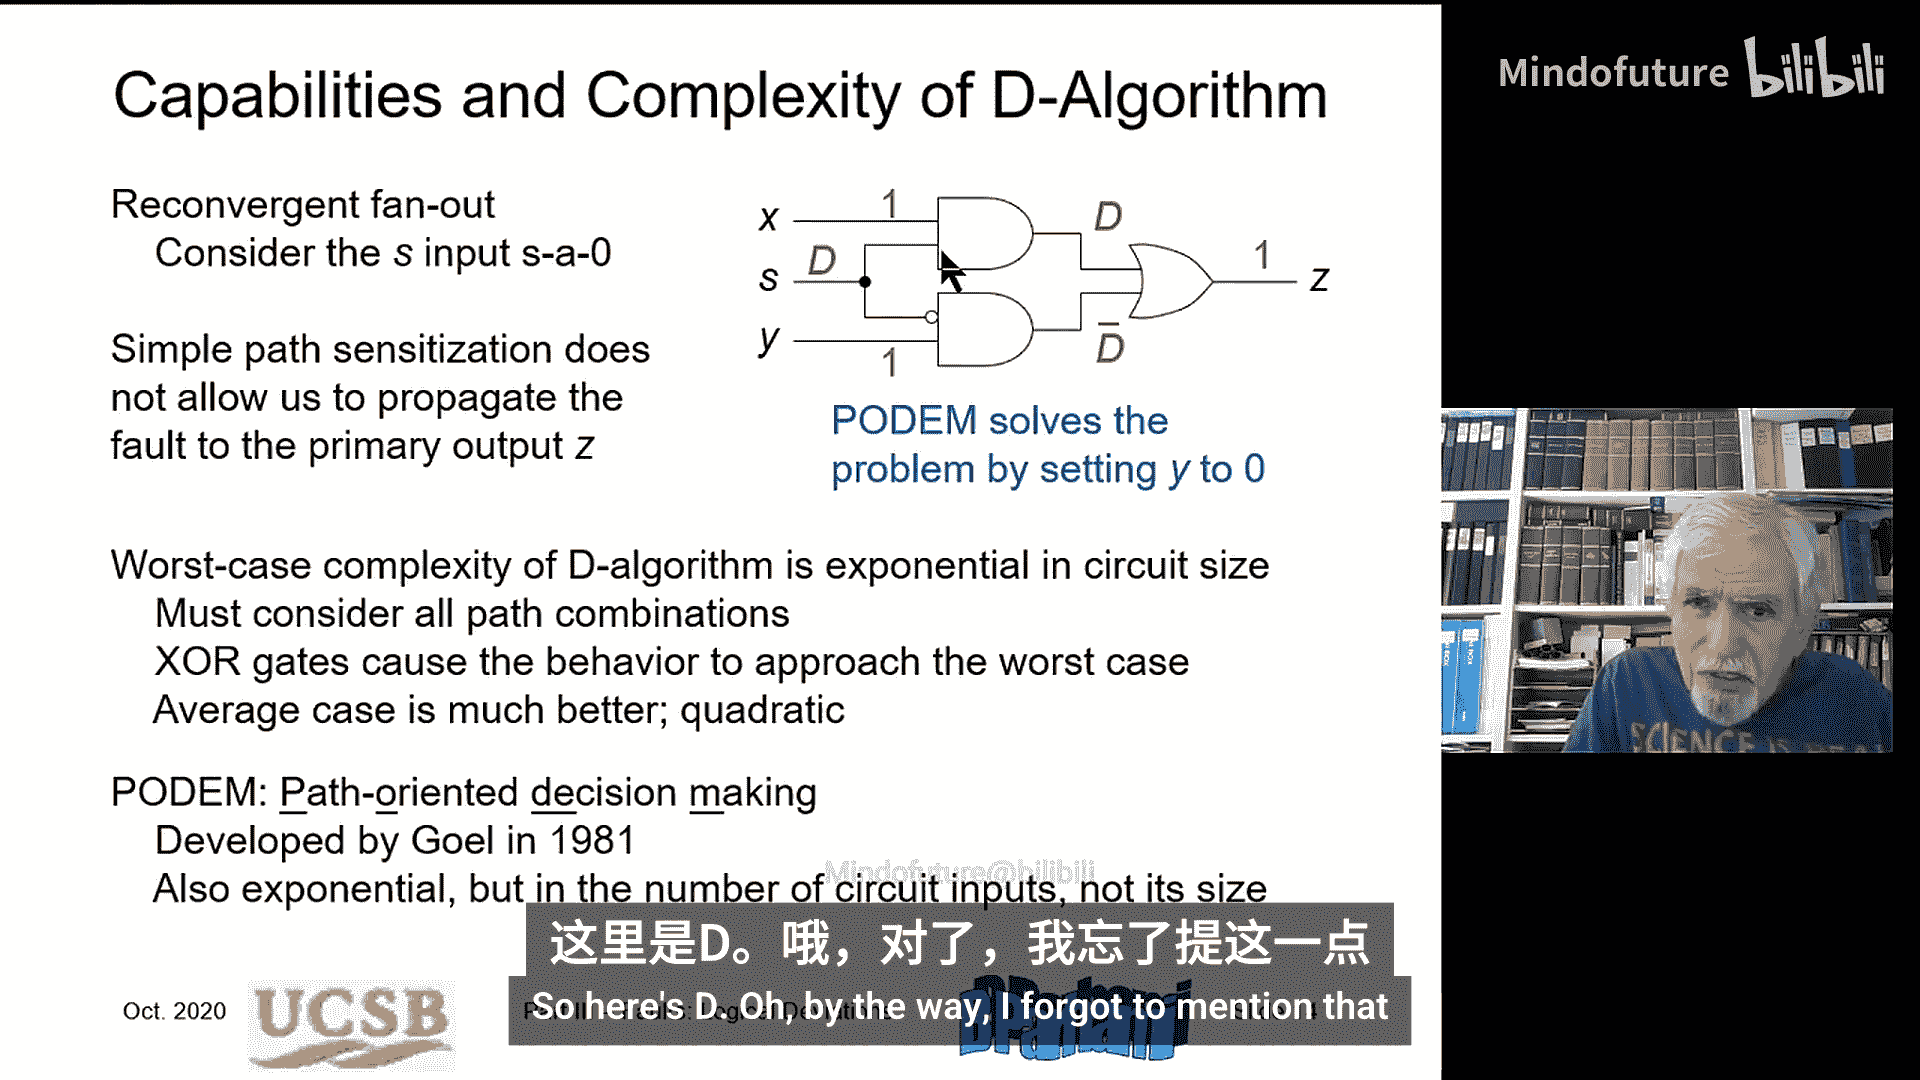 Capabilities and Complexity of D-Algorithm
Mindofuture bilibili
Reconvergent fan-out
Consider the s input s-a-0
Simple path sensitization does
not allow us to propagate the
fault to the primary output z
x
1
D
s
D
1
z
y
1
D̅
PODEM solves the
problem by setting y to 0
Worst-case complexity of D-algorithm is exponential in circuit size
Must consider all path combinations
XOR gates cause the behavior to approach the worst case
Average case is much better; quadratic
PODEM: Path-oriented decision making
Developed by Goel in 1981
Also exponential, but in the number of circuit inputs, not its size
Mindofuture@bilibili
这里是D。哦，对了，我忘了提这一点
So here's D. Oh, by the way, I forgot to mention that
Oct. 2020
UCSB
BParhami
SCIENCE